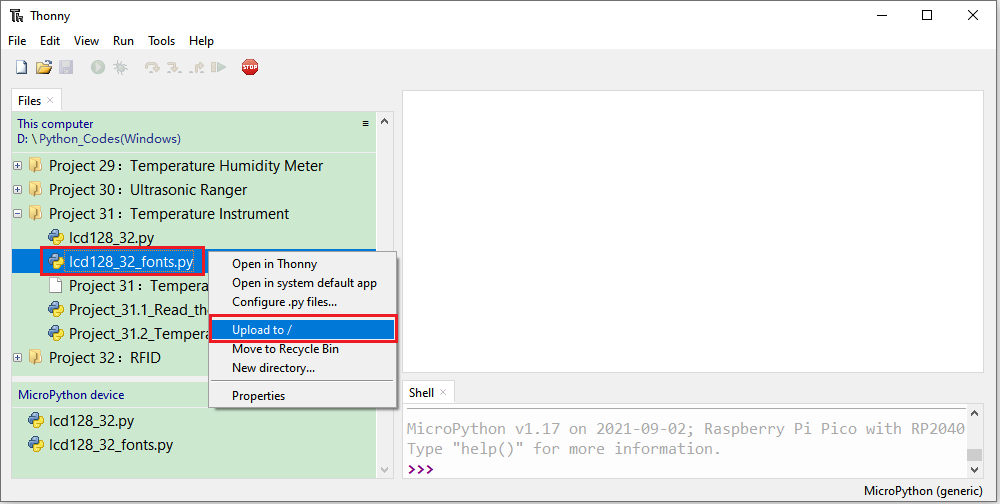 Thonny
File Edit View Run Tools Help
STOP
Files
This computer
D: \Python_Codes(Windows)
Project 29：Temperature Humidity Meter
Project 30：Ultrasonic Ranger
Project 31：Temperature Instrument
lcd128_32.py
lcd128_32_fonts.py
Project 31：Tempera
Project_31.1_Read_the
Project_31.2_Tempera
Project 32：RFID
Open in Thonny
Open in system default app
Configure .py files...
Upload to /
Move to Recycle Bin
New directory...
Properties
MicroPython device
lcd128_32.py
lcd128_32_fonts.py
Shell
MicroPython v1.17 on 2021-09-02; Raspberry Pi Pico with RP2040
Type "help()" for more information.
>>>
MicroPython (generic)